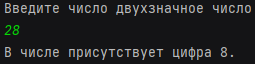 Введите число двухзначное число
28
В числе присутствует цифра 8.